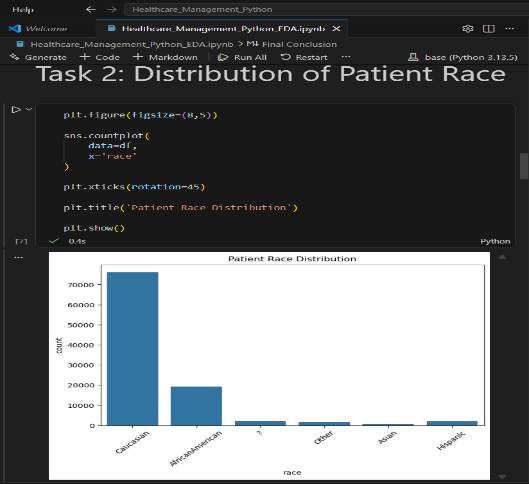 Help
Healthcare_Management_Python
Welcome
Healthcare_Management_Python_EDA.ipynb
Healthcare_Management_Python_EDA.ipynb > M↓ Final Conclusion
Generate + Code + Markdown Run All Restart ... base (Python 3.13.5)
Task 2: Distribution of Patient Race
plt.figure(figsize=(8,5))
sns.countplot(
data=df,
x='race'
)
plt.xticks(rotation=45)
plt.title('Patient Race Distribution')
plt.show()
[7] 0.4s Python
Patient Race Distribution
70000
60000
50000
40000
30000
20000
10000
0
count
Caucasian
AfricanAmerican
?
Other
Asian
Hispanic
race